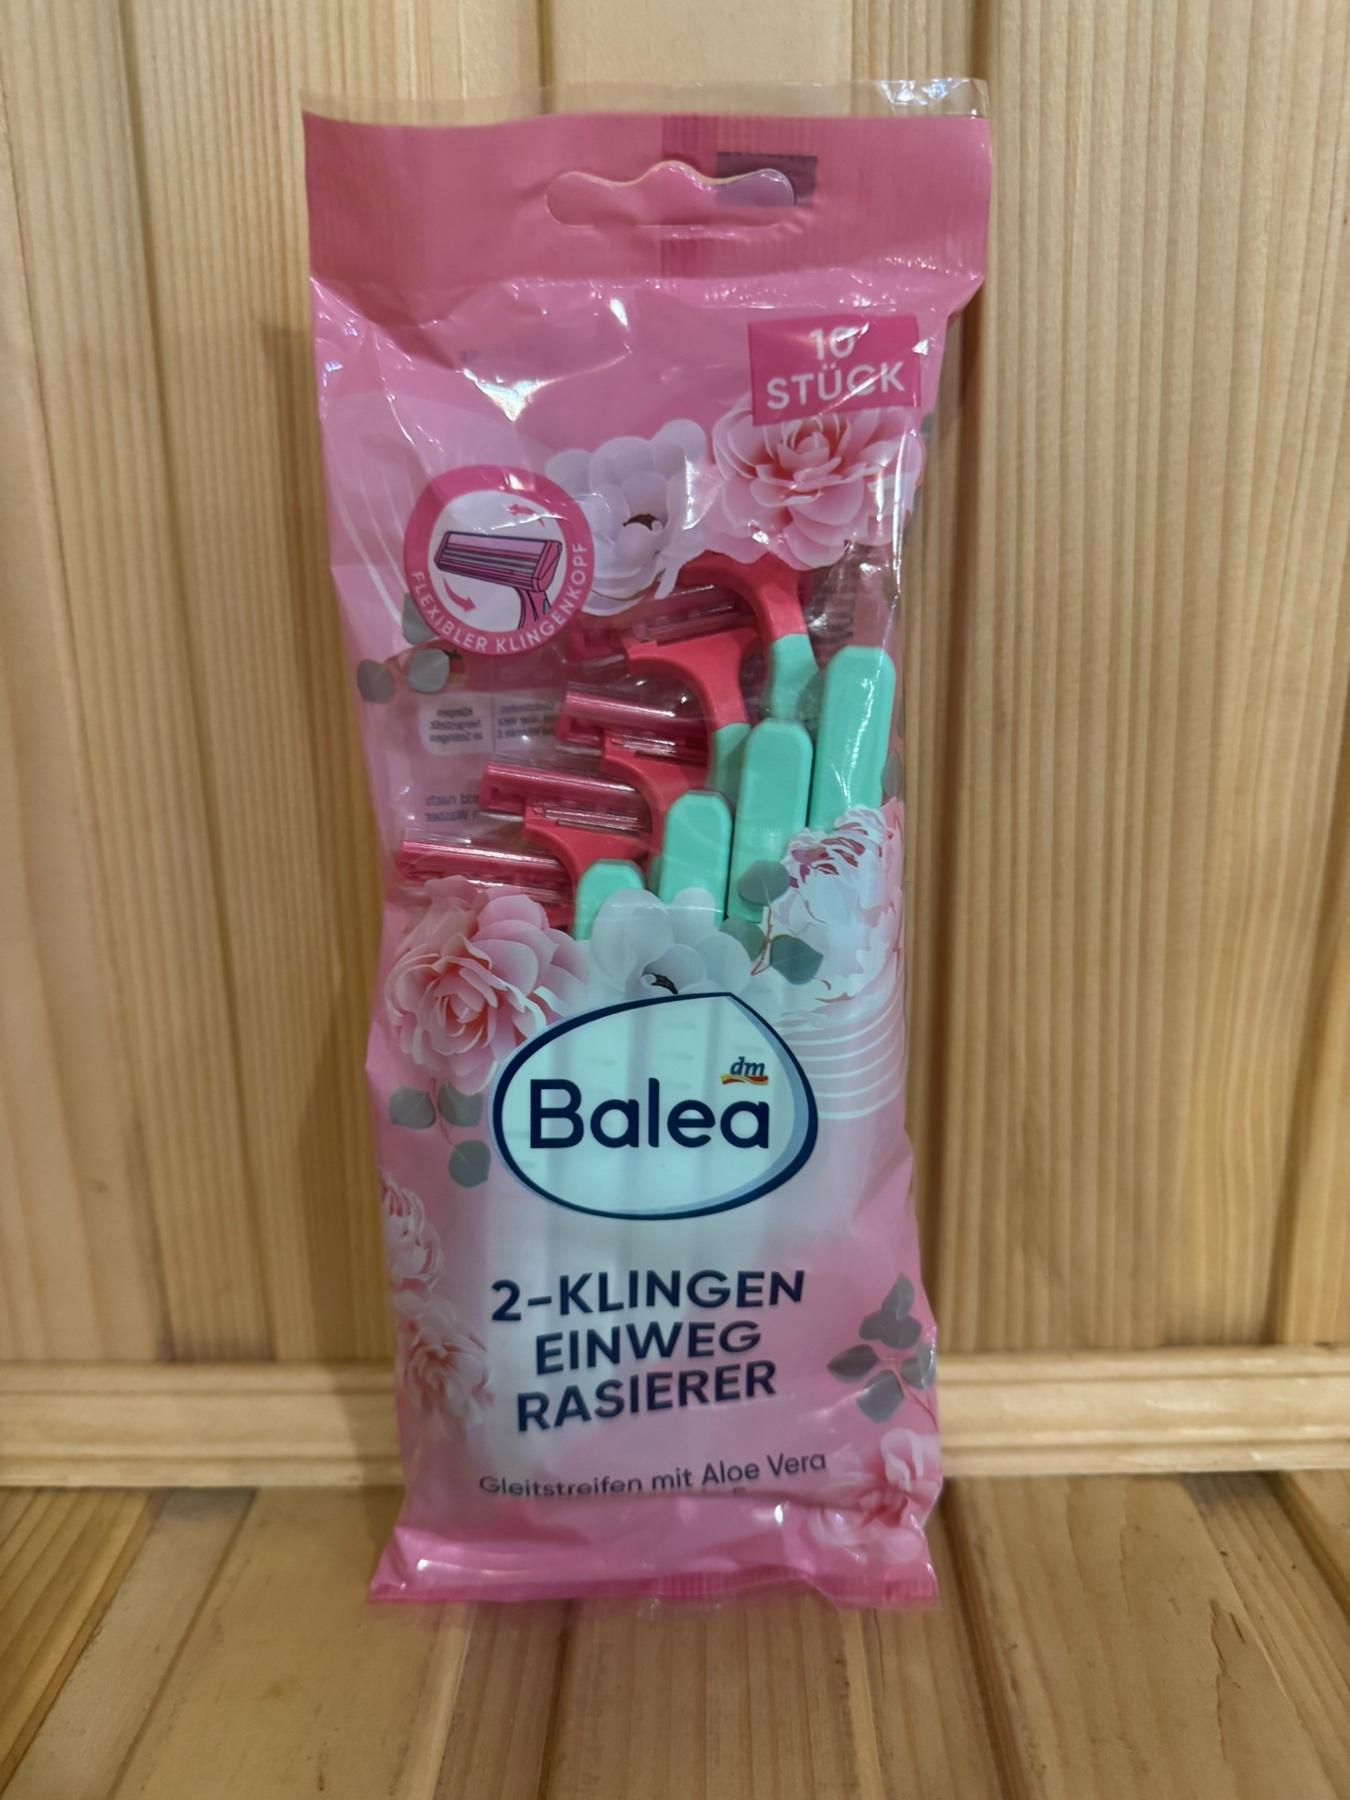 10
STÜCK
FLEXIBLER KLINGENKOPF
dm
Balea
2-KLINGEN
EINWEG
RASIERER
Gleitstreifen mit Aloe Vera